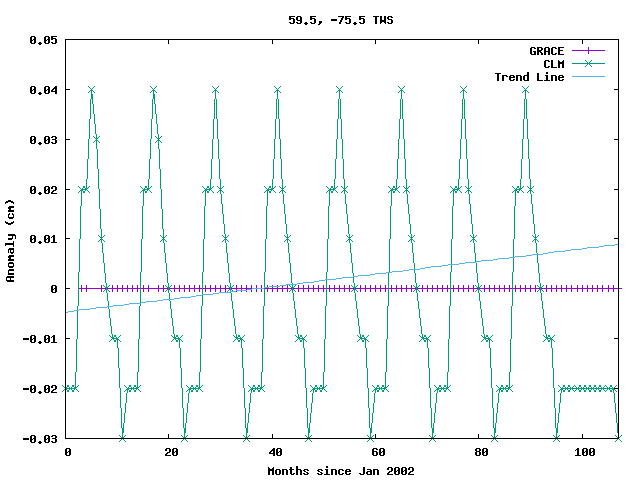 59.5, -75.5 TWS
0.05
GRACE
CLM
Trend Line
0.04
0.03
0.02
0.01
0
-0.01
-0.02
-0.03
Anomaly (cm)
0 20 40 60 80 100
Months since Jan 2002